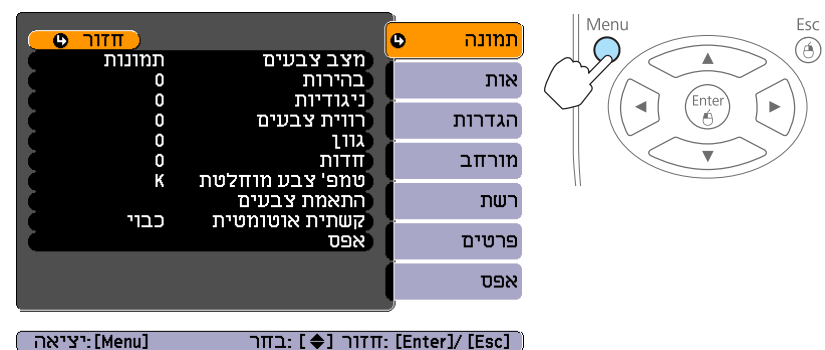 תמונה
אות
הגדרות
מורחב
רשת
פרטים
אפס
חזור
מצב צבעים תמונות
בהירות 0
ניגודיות 0
רווית צבעים 0
גוון 0
חדות 0
טמפ' צבע מוחלטת K
התאמת צבעים
קשתית אוטומטית כבוי
אפס
[Esc] /[Enter]: חזור [◆]: בחר [Menu]: יציאה
Menu
Esc
Enter